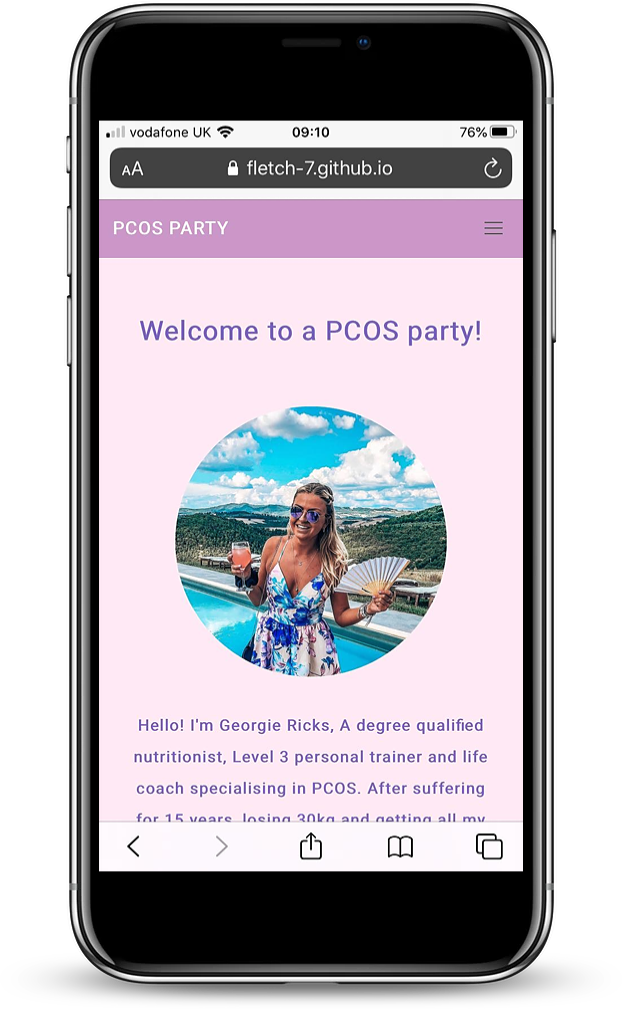 vodafone UK 09:10 76%
AA fletch-7.github.io
PCOS PARTY
Welcome to a PCOS party!
Hello! I'm Georgie Ricks, A degree qualified
nutritionist, Level 3 personal trainer and life
coach specialising in PCOS. After suffering
for 15 years, losing 30kg and getting all my